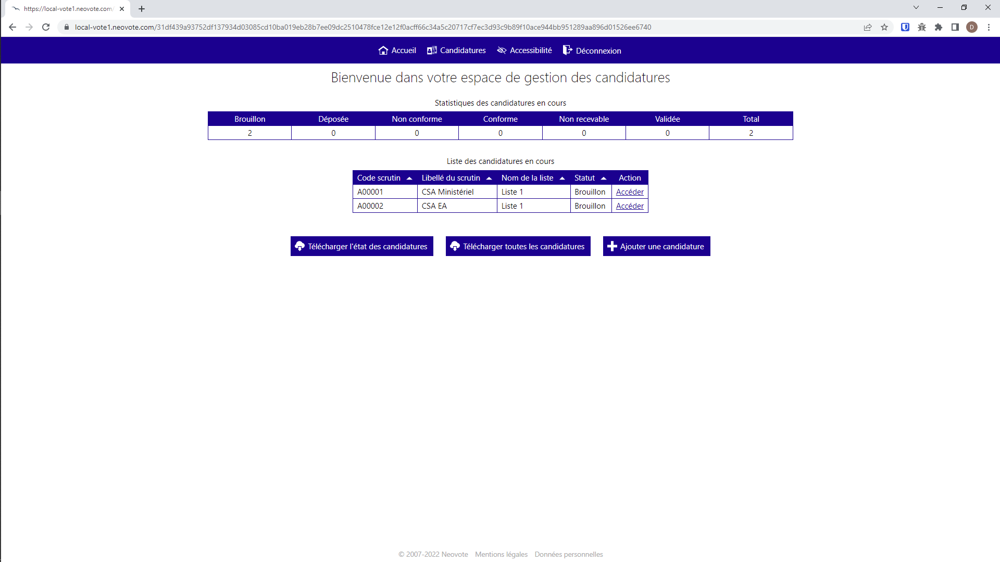 https://local-vote1.neovote.com/
local-vote1.neovote.com/31df439a93752df137934d03085cd10ba019eb28b7ee09dc2510478fce12e12f0acff66c34a5c20717cf7ec3d93c9b89f10ace944bb951289aa896d01526ee6740
D
Accueil Candidatures Accessibilité Déconnexion
Bienvenue dans votre espace de gestion des candidatures
Statistiques des candidatures en cours
Brouillon Déposée Non conforme Conforme Non recevable Validée Total
2 0 0 0 0 0 2
Liste des candidatures en cours
Code scrutin Libellé du scrutin Nom de la liste Statut Action
A00001 CSA Ministériel Liste 1 Brouillon Accéder
A00002 CSA EA Liste 1 Brouillon Accéder
Télécharger l'état des candidatures Télécharger toutes les candidatures Ajouter une candidature
© 2007-2022 Neovote Mentions légales Données personnelles